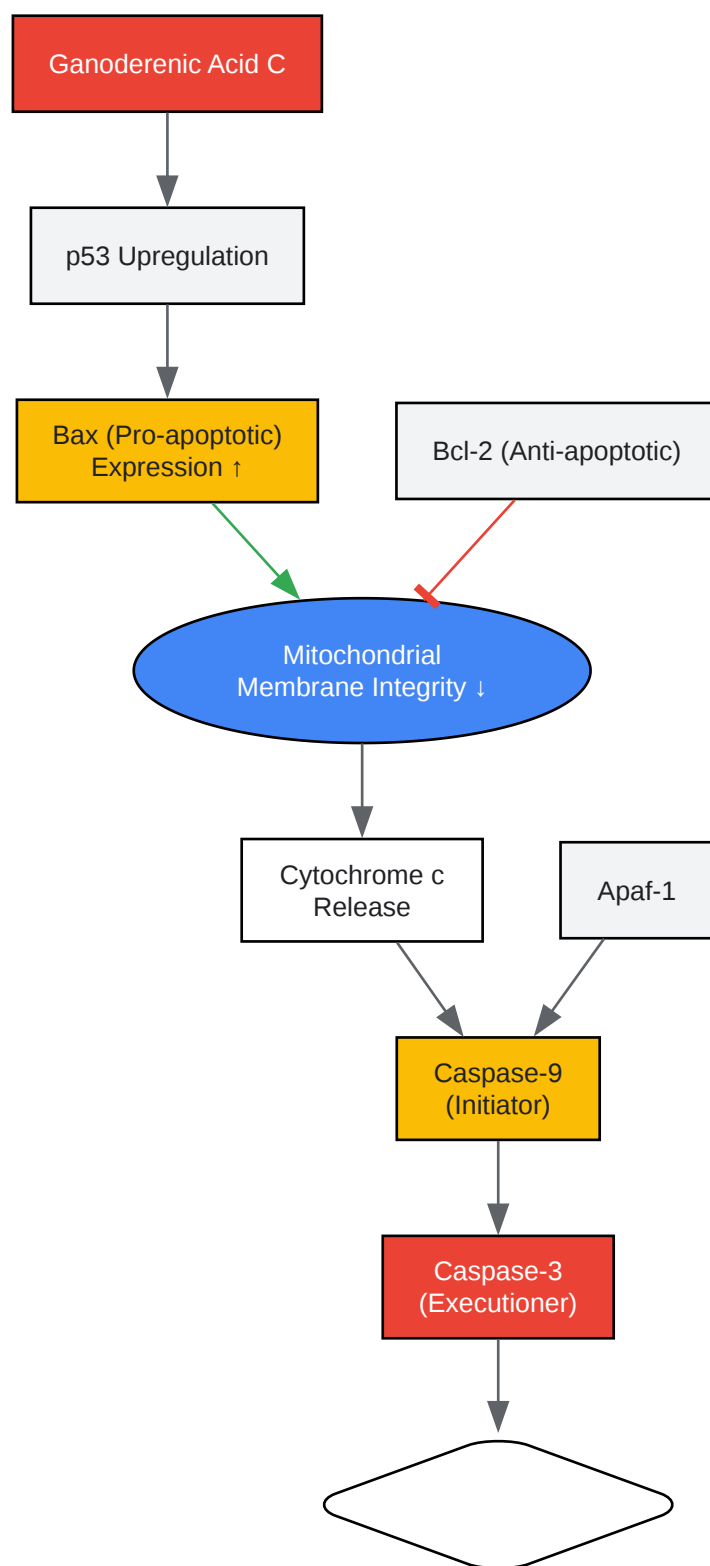 Ganoderenic Acid C
p53 Upregulation
Bax (Pro-apoptotic)
Expression ↑
Bcl-2 (Anti-apoptotic)
Mitochondrial
Membrane Integrity ↓
Cytochrome c
Release
Apaf-1
Caspase-9
(Initiator)
Caspase-3
(Executioner)